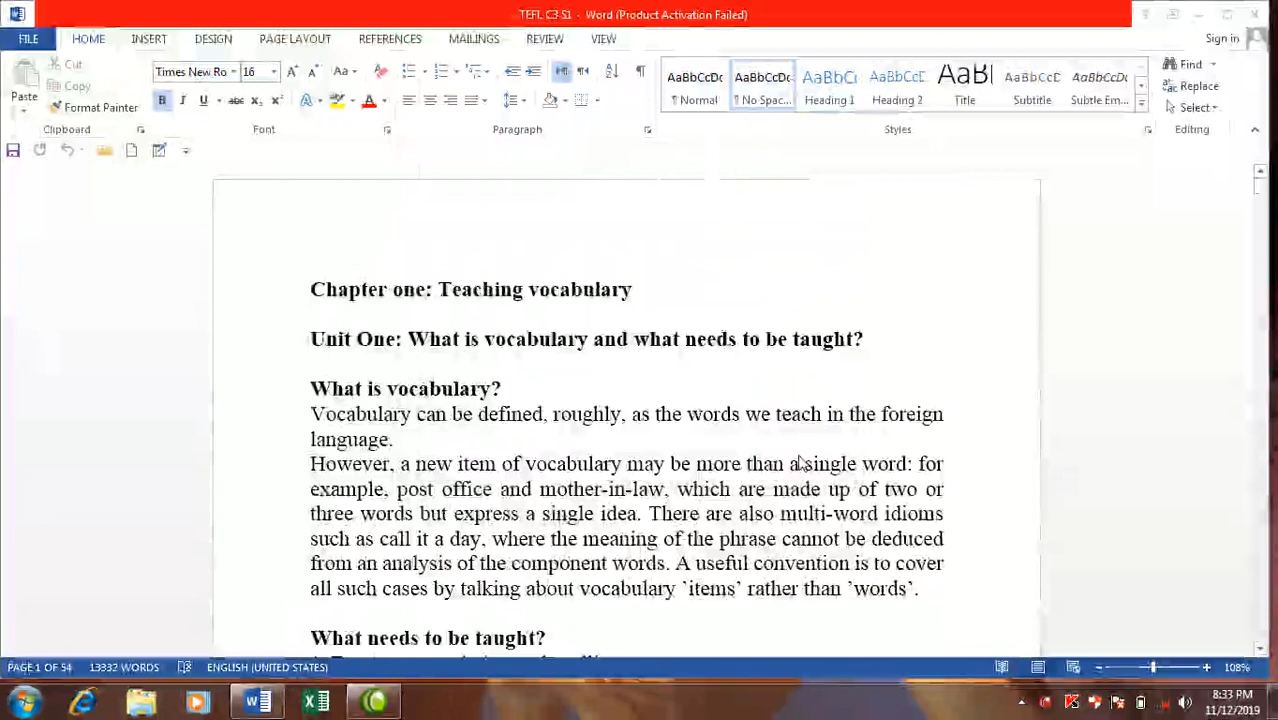 TEFL C3 S1 - Word (Product Activation Failed)
FILE HOME INSERT DESIGN PAGE LAYOUT REFERENCES MAILINGS REVIEW VIEW Sign in
Cut
Copy
Format Painter
Paste
Clipboard
Times New Ro 16
Aa
B I U abc x₂ x² A A
Font
Paragraph
AaBbCcDc AaBbCcDc AaBbCc AaBbCcD AaBb AaBbCcD AaBbCcDc
¶ Normal ¶ No Spac... Heading 1 Heading 2 Title Subtitle Subtle Em...
Styles
Find
Replace
Select
Editing
Chapter one: Teaching vocabulary
Unit One: What is vocabulary and what needs to be taught?
What is vocabulary?
Vocabulary can be defined, roughly, as the words we teach in the foreign
language.
However, a new item of vocabulary may be more than a single word: for
example, post office and mother-in-law, which are made up of two or
three words but express a single idea. There are also multi-word idioms
such as call it a day, where the meaning of the phrase cannot be deduced
from an analysis of the component words. A useful convention is to cover
all such cases by talking about vocabulary ’items’ rather than ’words’.
What needs to be taught?
PAGE 1 OF 54 13332 WORDS ENGLISH (UNITED STATES) 108%
8:33 PM
11/12/2019